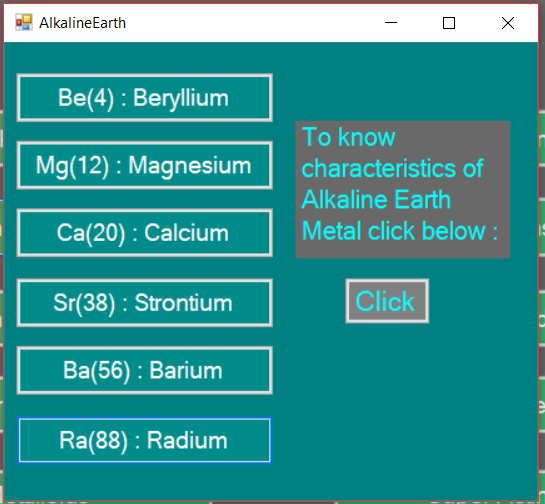 AlkalineEarth
Be(4) : Beryllium
Mg(12) : Magnesium
Ca(20) : Calcium
Sr(38) : Strontium
Ba(56) : Barium
Ra(88) : Radium
To know
characteristics of
Alkaline Earth
Metal click below :
Click